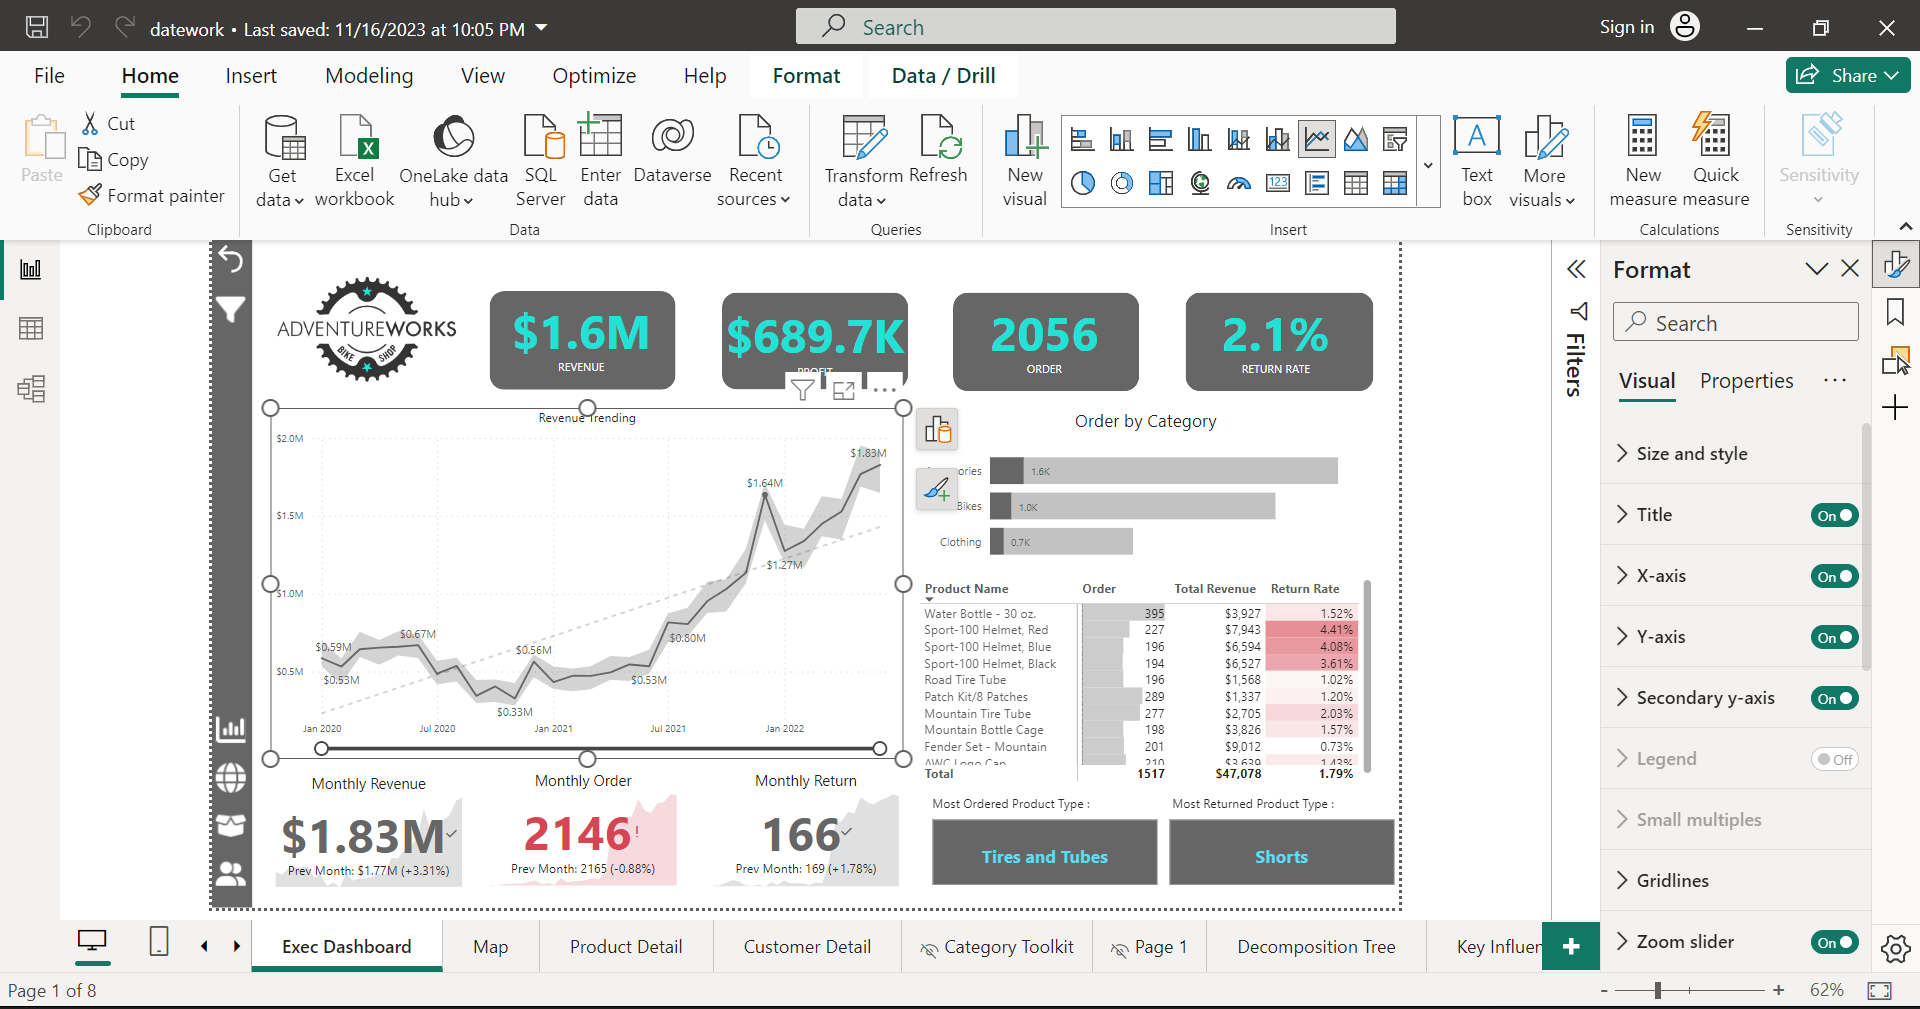 datework • Last saved: 11/16/2023 at 10:05 PM
Search
Sign in
File
Home
Insert
Modeling
View
Optimize
Help
Format
Data / Drill
Share
Paste
Cut
Copy
Format painter
Clipboard
Get data
Excel workbook
OneLake data hub
SQL Server
Enter data
Dataverse
Recent sources
Data
Transform data
Refresh
Queries
New visual
123
A
Text box
More visuals
Insert
New measure
Quick measure
Calculations
Sensitivity
Sensitivity
ADVENTUREWORKS
BIKE SHOP
$1.6M
REVENUE
$689.7K
PROFIT
2056
ORDER
2.1%
RETURN RATE
Revenue Trending
$2.0M
$1.5M
$1.0M
$0.5M
$0.59M
$0.53M
$0.67M
$0.33M
$0.56M
$0.53M
$0.80M
$1.64M
$1.27M
$1.83M
Jan 2020
Jul 2020
Jan 2021
Jul 2021
Jan 2022
Order by Category
ories
1.6K
Bikes
1.0K
Clothing
0.7K
Product Name Order Total Revenue Return Rate
Water Bottle - 30 oz. 395 $3,927 1.52%
Sport-100 Helmet, Red 227 $7,943 4.41%
Sport-100 Helmet, Blue 196 $6,594 4.08%
Sport-100 Helmet, Black 194 $6,527 3.61%
Road Tire Tube 196 $1,568 1.02%
Patch Kit/8 Patches 289 $1,337 1.20%
Mountain Tire Tube 277 $2,705 2.03%
Mountain Bottle Cage 198 $3,826 1.57%
Fender Set - Mountain 201 $9,012 0.73%
AWC Logo Cap 210 $3,639 1.43%
Total 1517 $47,078 1.79%
Monthly Revenue
$1.83M
Prev Month: $1.77M (+3.31%)
Monthly Order
2146!
Prev Month: 2165 (-0.88%)
Monthly Return
166
Prev Month: 169 (+1.78%)
Most Ordered Product Type :
Tires and Tubes
Most Returned Product Type :
Shorts
Filters
Format
Search
Visual
Properties
Size and style
Title On
X-axis On
Y-axis On
Secondary y-axis On
Legend Off
Small multiples
Gridlines
Zoom slider On
Exec Dashboard
Map
Product Detail
Customer Detail
Category Toolkit
Page 1
Decomposition Tree
Key Influen
Page 1 of 8
62%